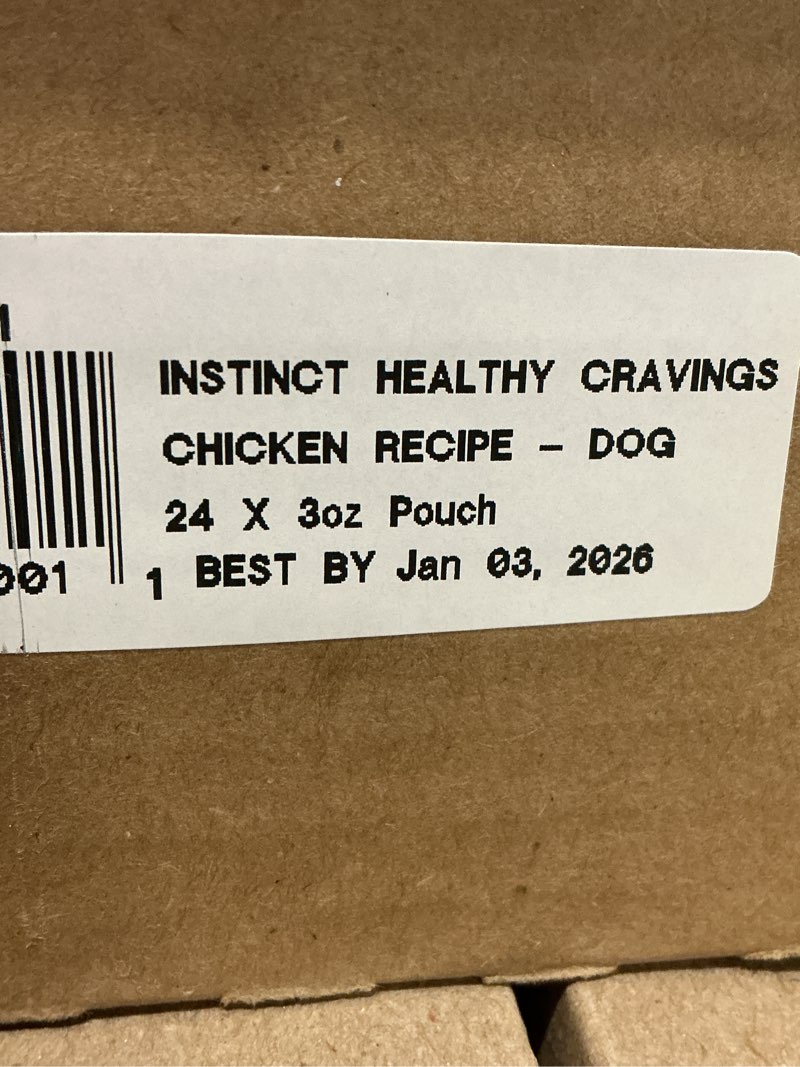 INSTINCT HEALTHY CRAVINGS
CHICKEN RECIPE - DOG
24 X 3oz Pouch
001 1 BEST BY Jan 03, 2026